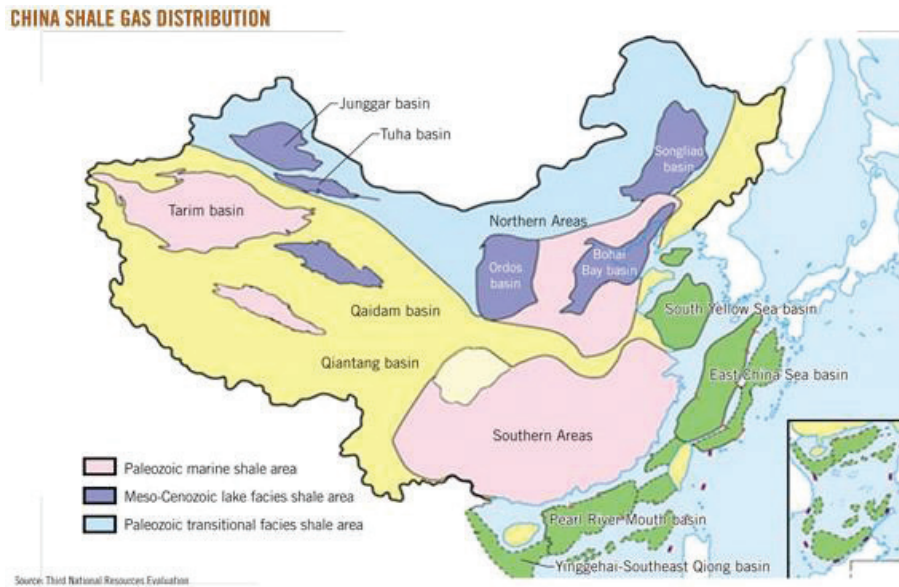 CHINA SHALE GAS DISTRIBUTION
Junggar basin
Tuha basin
Songliao
basin
Tarim basin
Northern Areas
Ordos
basin
Bohai
Bay basin
Qaidam basin
South Yellow Sea basin
Qiantang basin
East China Sea basin
Southern Areas
Paleozoic marine shale area
Meso-Cenozoic lake facies shale area
Paleozoic transitional facies shale area
Pearl River Mouth basin
Yinggehai-Southeast Qiong basin
Source: Third National Resources Evaluation